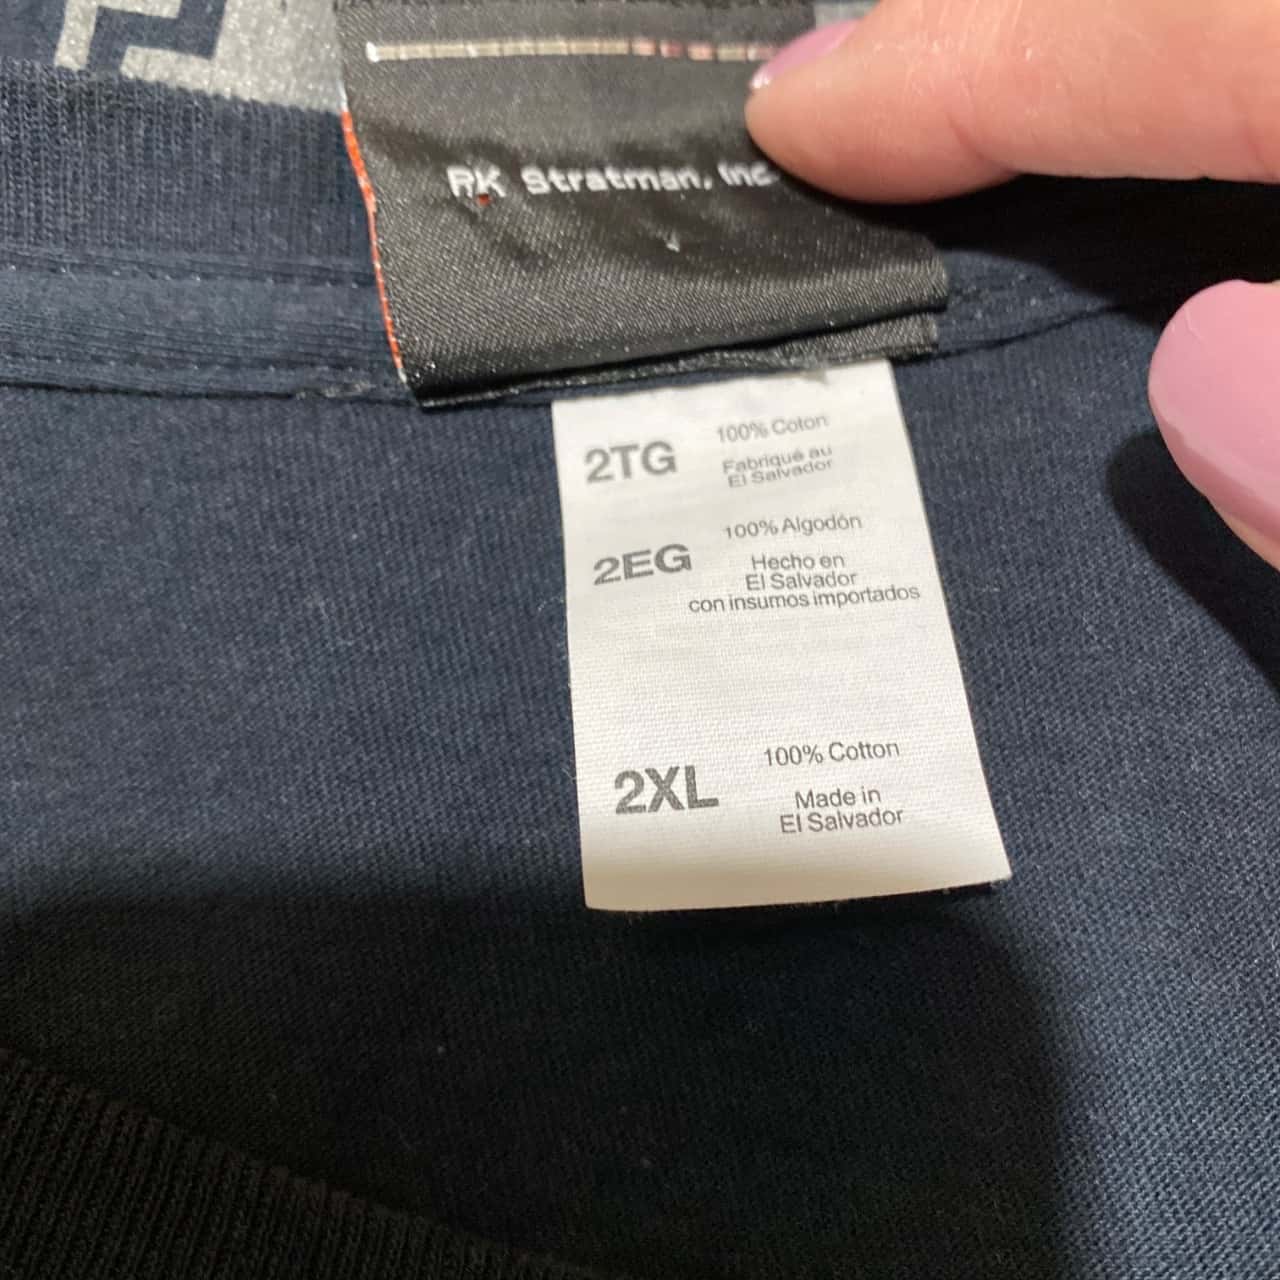 RK Stratman, Inc
2TG
100% Coton
Fabriqué au
El Salvador
2EG
100% Algodón
Hecho en
El Salvador
con insumos importados
2XL
100% Cotton
Made in
El Salvador